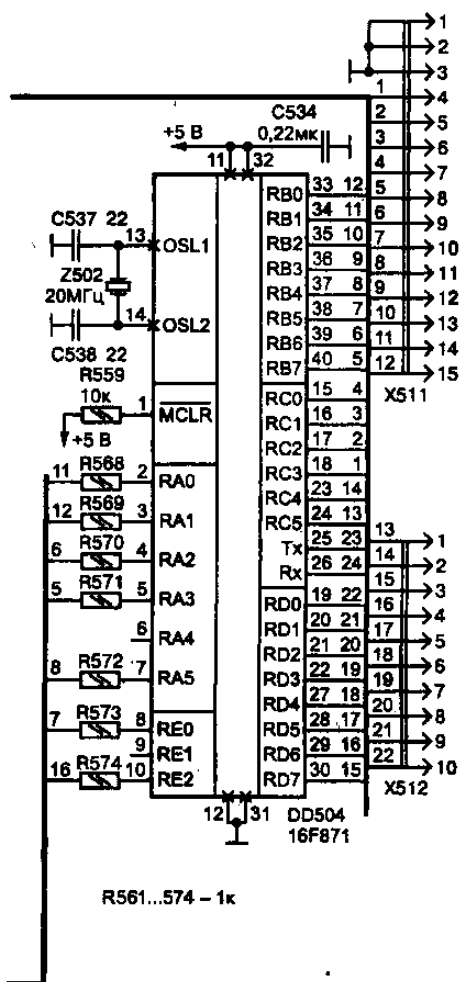 1
2
3
1 4
2 5
3 6
4 7
5 8
6 9
7 10
8 11
9 12
10 13
11 14
12 15
X511
C534
0,22мк
+5 В
11 32
C537 22
13 OSL1
Z502
20МГц
14 OSL2
C538 22
R559
10к
1 MCLR
+5 В
11 R568 2 RA0
12 R569 3 RA1
6 R570 4 RA2
5 R571 5 RA3
6 RA4
8 R572 7 RA5
7 R573 8 RE0
9 RE1
16 R574 10 RE2
RB0 33 12
RB1 34 11
RB2 35 10
RB3 36 9
RB4 37 8
RB5 38 7
RB6 39 6
RB7 40 5
RC0 15 4
RC1 16 3
RC2 17 2
RC3 18 1
RC4 23 14
RC5 24 13
Tx 25 23
Rx 26 24
RD0 19 22
RD1 20 21
RD2 21 20
RD3 22 19
RD4 27 18
RD5 28 17
RD6 29 16
RD7 30 15
13 1
14 2
15 3
16 4
17 5
18 6
19 7
20 8
21 9
22 10
X512
12 31
DD504
16F871
R561...574 – 1к